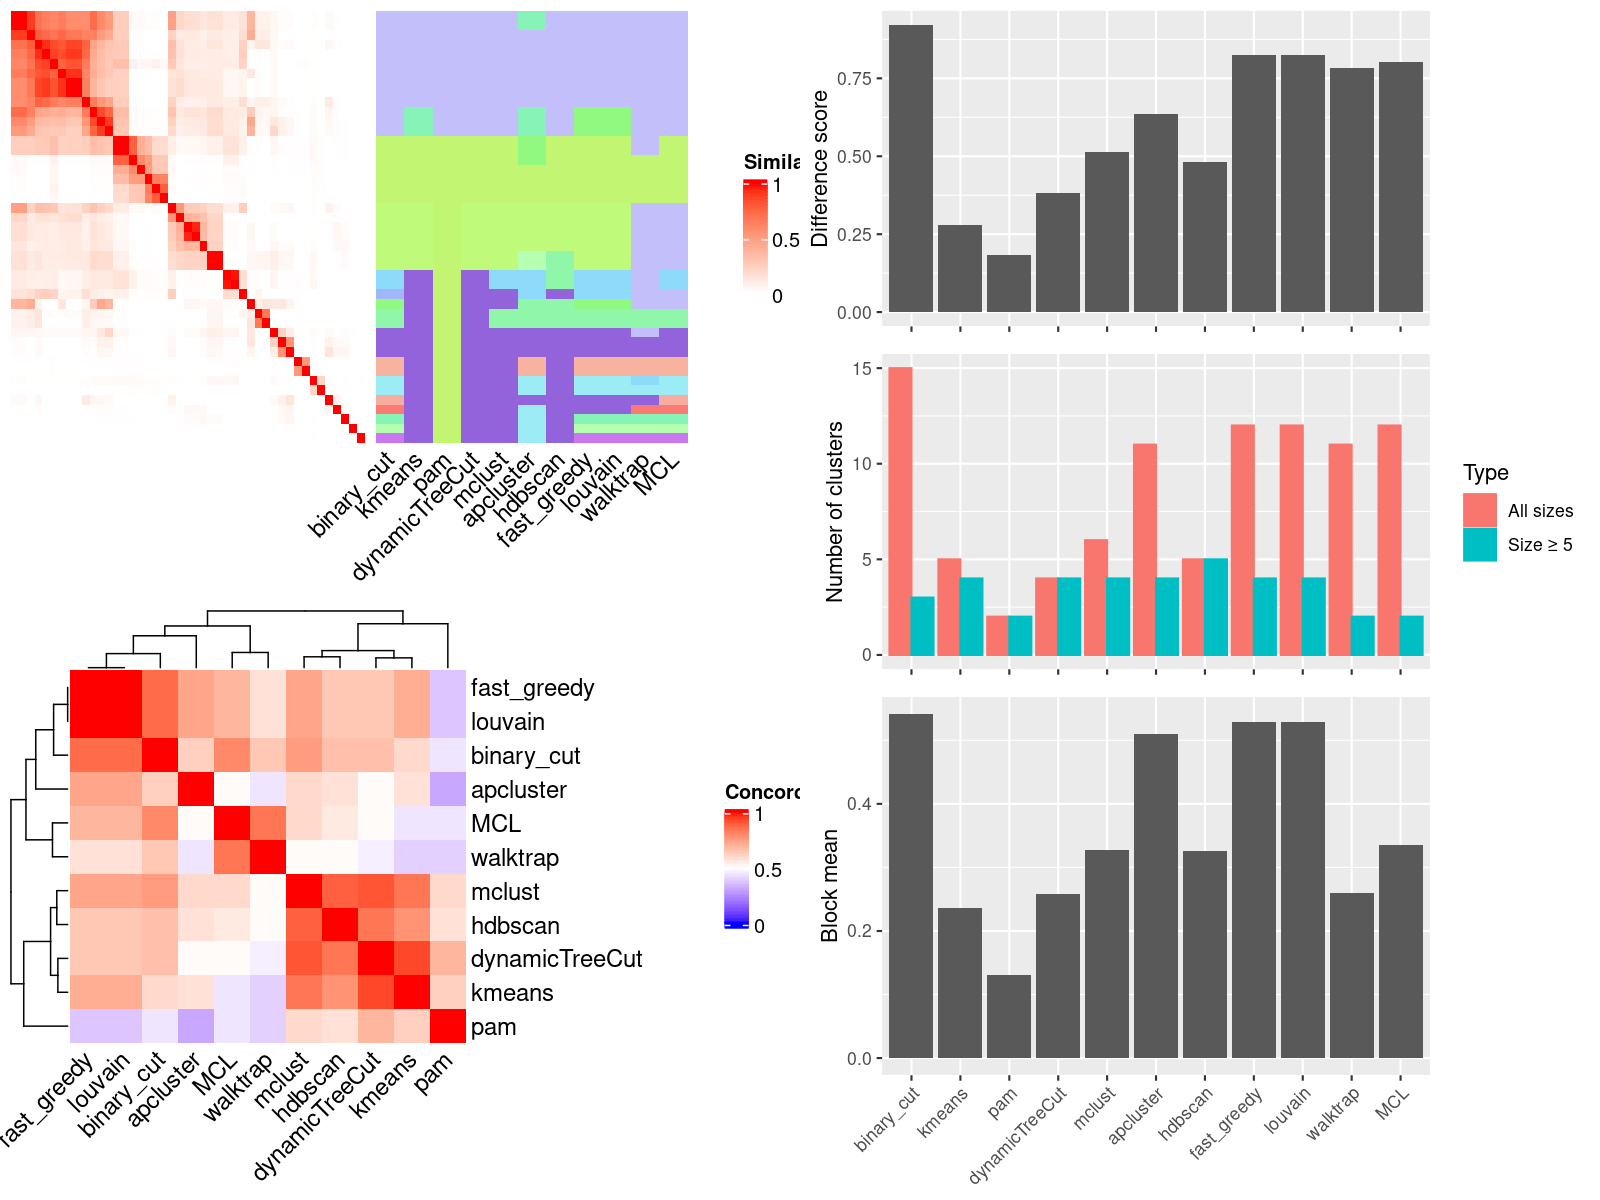 Simila
1
0.5
0
binary_cut
kmeans
pam
dynamicTreeCut
mclust
apcluster
hdbscan
fast_greedy
louvain
walktrap
MCL
fast_greedy
louvain
binary_cut
apcluster
MCL
walktrap
mclust
hdbscan
dynamicTreeCut
kmeans
pam
fast_greedy
louvain
binary_cut
apcluster
MCL
walktrap
mclust
hdbscan
dynamicTreeCut
kmeans
pam
Concord
1
0.5
0
Difference score
0.75
0.50
0.25
0.00
Number of clusters
15
10
5
0
Type
All sizes
Size ≥ 5
Block mean
0.4
0.2
0.0
binary_cut
kmeans
pam
dynamicTreeCut
mclust
apcluster
hdbscan
fast_greedy
louvain
walktrap
MCL